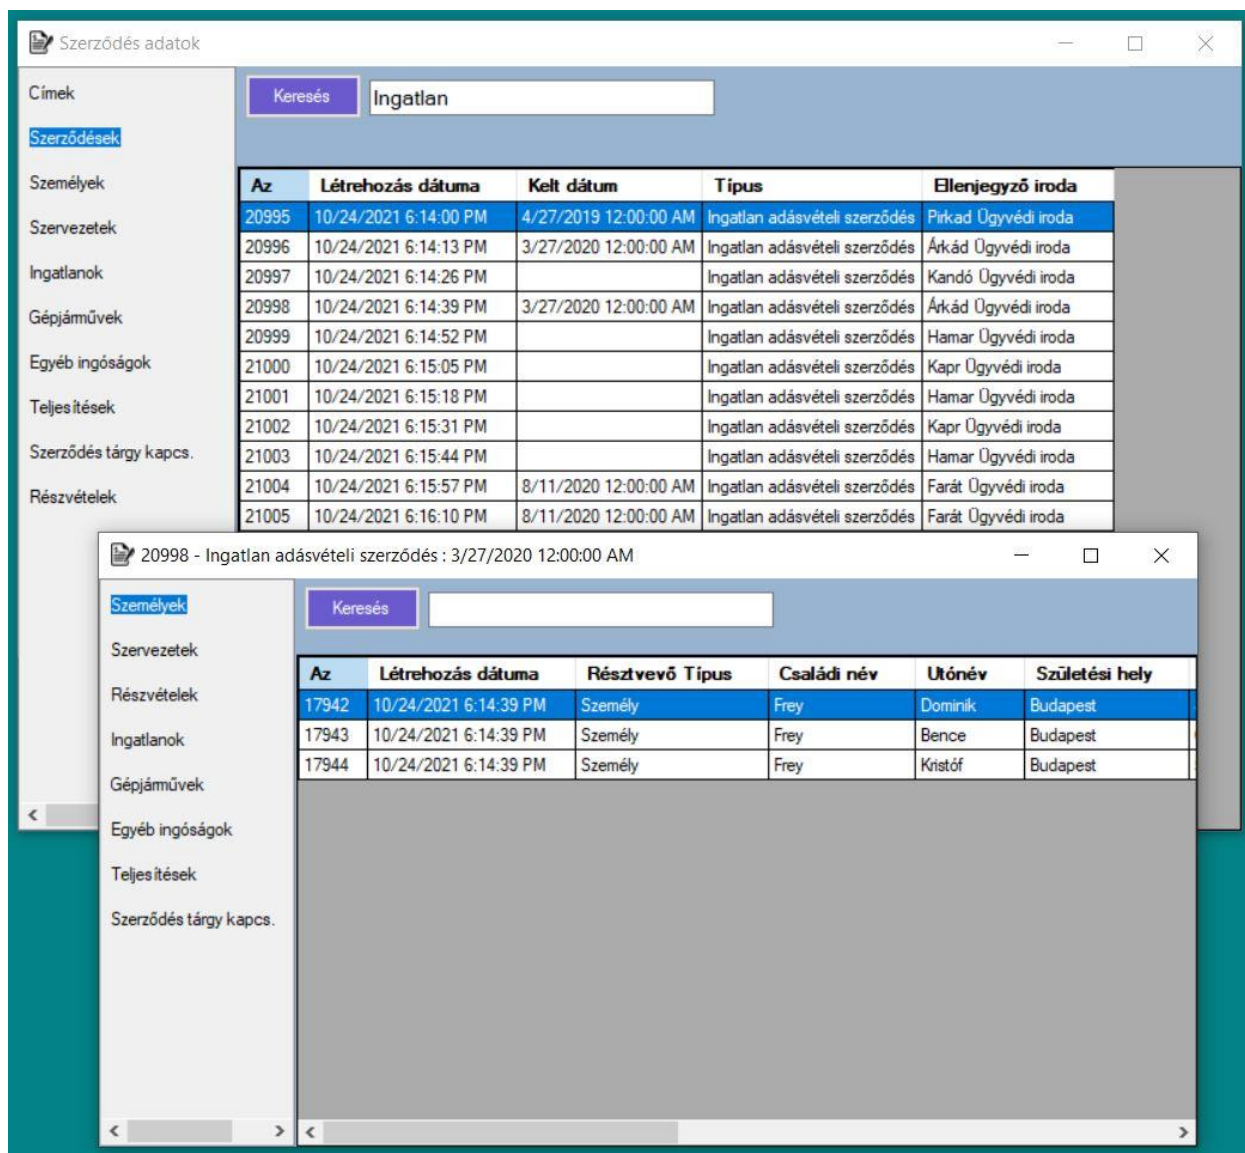 Szerződés adatok
Címek
Szerződések
Személyek
Szervezetek
Ingatlanok
Gépjárművek
Egyéb ingóságok
Teljesítések
Szerződés tárgy kapcs.
Részvételek
Keresés Ingatlan
Az Létrehozás dátuma Kelt dátum Típus Ellenjegyző iroda
20995 10/24/2021 6:14:00 PM 4/27/2019 12:00:00 AM Ingatlan adásvételi szerződés Pirkad Ügyvédi iroda
20996 10/24/2021 6:14:13 PM 3/27/2020 12:00:00 AM Ingatlan adásvételi szerződés Árkád Ügyvédi iroda
20997 10/24/2021 6:14:26 PM Ingatlan adásvételi szerződés Kandó Ügyvédi iroda
20998 10/24/2021 6:14:39 PM 3/27/2020 12:00:00 AM Ingatlan adásvételi szerződés Árkád Ügyvédi iroda
20999 10/24/2021 6:14:52 PM Ingatlan adásvételi szerződés Hamar Ügyvédi iroda
21000 10/24/2021 6:15:05 PM Ingatlan adásvételi szerződés Kapr Ügyvédi iroda
21001 10/24/2021 6:15:18 PM Ingatlan adásvételi szerződés Hamar Ügyvédi iroda
21002 10/24/2021 6:15:31 PM Ingatlan adásvételi szerződés Kapr Ügyvédi iroda
21003 10/24/2021 6:15:44 PM Ingatlan adásvételi szerződés Hamar Ügyvédi iroda
21004 10/24/2021 6:15:57 PM 8/11/2020 12:00:00 AM Ingatlan adásvételi szerződés Farát Ügyvédi iroda
21005 10/24/2021 6:16:10 PM 8/11/2020 12:00:00 AM Ingatlan adásvételi szerződés Farát Ügyvédi iroda
20998 - Ingatlan adásvételi szerződés : 3/27/2020 12:00:00 AM
Személyek
Szervezetek
Részvételek
Ingatlanok
Gépjárművek
Egyéb ingóságok
Teljesítések
Szerződés tárgy kapcs.
Keresés
Az Létrehozás dátuma Résztvevő Típus Családi név Utónév Születési hely
17942 10/24/2021 6:14:39 PM Személy Frey Dominik Budapest
17943 10/24/2021 6:14:39 PM Személy Frey Bence Budapest
17944 10/24/2021 6:14:39 PM Személy Frey Kristóf Budapest